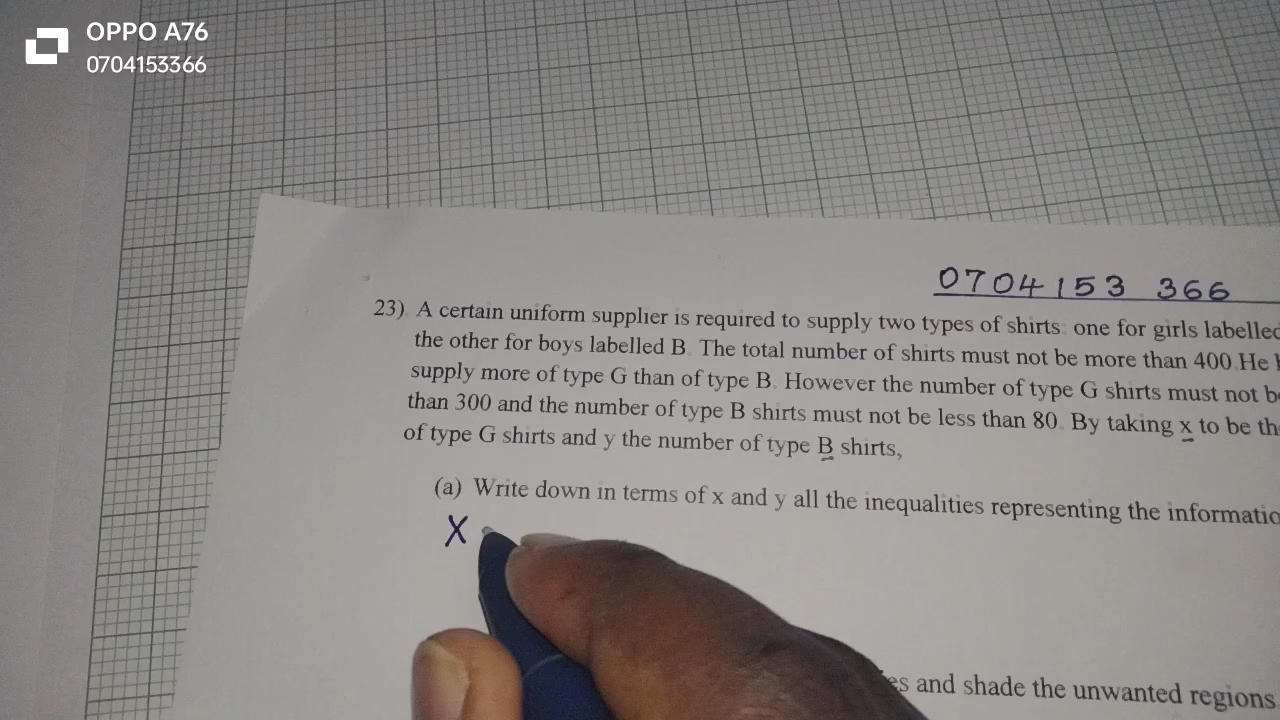 OPPO A76
0704153366
0704153 366
23) A certain uniform supplier is required to supply two types of shirts: one for girls labelled
the other for boys labelled B. The total number of shirts must not be more than 400.He
supply more of type G than of type B. However the number of type G shirts must not
than 300 and the number of type B shirts must not be less than 80. By taking x to be
of type G shirts and y the number of type B shirts,
(a) Write down in terms of x and y all the inequalities representing the
X
and shade the unwanted regions.